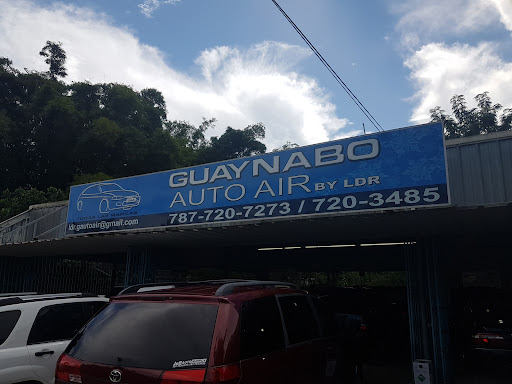 GUAYNABO
AUTO AIR BY LDR
787-720-7273 / 720-3485
ldr.gautoair@gmail.com